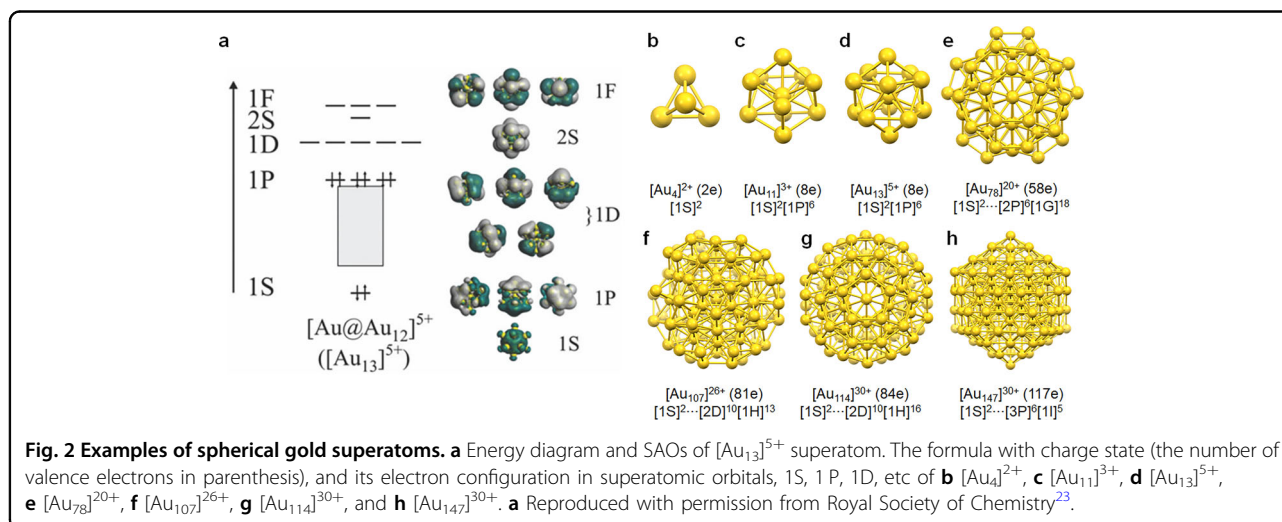 a
1F
2S
1D
1P
1S
[Au@Au₁₂]⁵⁺
([Au₁₃]⁵⁺)
1F
2S
}1D
1P
1S
b
c
d
e
[Au₄]²⁺ (2e)
[1S]²
[Au₁₁]³⁺ (8e)
[1S]²[1P]⁶
[Au₁₃]⁵⁺ (8e)
[1S]²[1P]⁶
[Au₇₈]²⁰⁺ (58e)
[1S]²···[2P]⁶[1G]¹⁸
f
g
h
[Au₁₀₇]²⁶⁺ (81e)
[1S]²···[2D]¹⁰[1H]¹³
[Au₁₁₄]³⁰⁺ (84e)
[1S]²···[2D]¹⁰[1H]¹⁶
[Au₁₄₇]³⁰⁺ (117e)
[1S]²···[3P]⁶[1I]⁵
Fig. 2 Examples of spherical gold superatoms. a Energy diagram and SAOs of [Au₁₃]⁵⁺ superatom. The formula with charge state (the number of
valence electrons in parenthesis), and its electron configuration in superatomic orbitals, 1S, 1 P, 1D, etc of b [Au₄]²⁺, c [Au₁₁]³⁺, d [Au₁₃]⁵⁺,
e [Au₇₈]²⁰⁺, f [Au₁₀₇]²⁶⁺, g [Au₁₁₄]³⁰⁺, and h [Au₁₄₇]³⁰⁺. a Reproduced with permission from Royal Society of Chemistry²³.